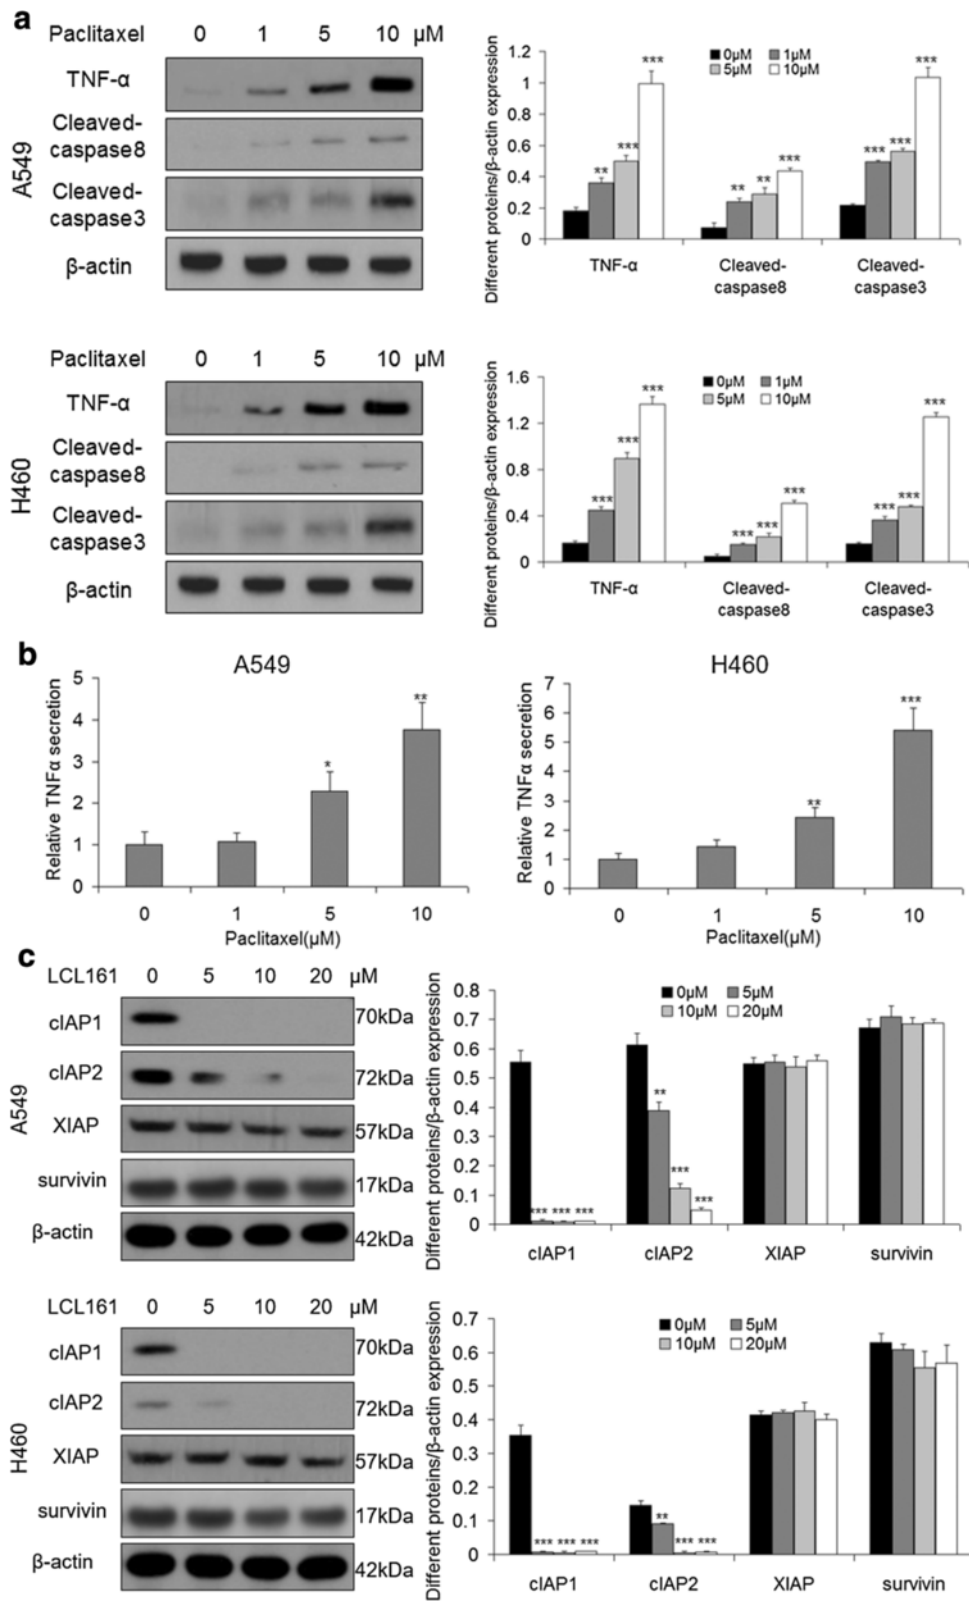 a
Paclitaxel 0 1 5 10 μM
TNF-α
Cleaved-
caspase8
Cleaved-
caspase3
β-actin
A549
Different proteins/β-actin expression
1.2
1
0.8
0.6
0.4
0.2
0
0μM 1μM
5μM 10μM
** *** ***
** ** ***
*** *** ***
TNF-α Cleaved- Cleaved-
caspase8 caspase3
Paclitaxel 0 1 5 10 μM
TNF-α
Cleaved-
caspase8
Cleaved-
caspase3
β-actin
H460
Different proteins/β-actin expression
1.6
1.2
0.8
0.4
0
0μM 1μM
5μM 10μM
*** *** ***
*** *** ***
*** *** ***
TNF-α Cleaved- Cleaved-
caspase8 caspase3
b
A549
Relative TNFα secretion
5
4
3
2
1
0
* **
0 1 5 10
Paclitaxel(μM)
H460
Relative TNFα secretion
7
6
5
4
3
2
1
0
** ***
0 1 5 10
Paclitaxel(μM)
c
LCL161 0 5 10 20 μM
cIAP1 70kDa
cIAP2 72kDa
XIAP 57kDa
survivin 17kDa
β-actin 42kDa
A549
Different proteins/β-actin expression
0.8
0.7
0.6
0.5
0.4
0.3
0.2
0.1
0
0μM 5μM
10μM 20μM
*** *** ***
** *** ***
cIAP1 cIAP2 XIAP survivin
LCL161 0 5 10 20 μM
cIAP1 70kDa
cIAP2 72kDa
XIAP 57kDa
survivin 17kDa
β-actin 42kDa
H460
Different proteins/β-actin expression
0.7
0.6
0.5
0.4
0.3
0.2
0.1
0
0μM 5μM
10μM 20μM
*** *** ***
** *** ***
cIAP1 cIAP2 XIAP survivin